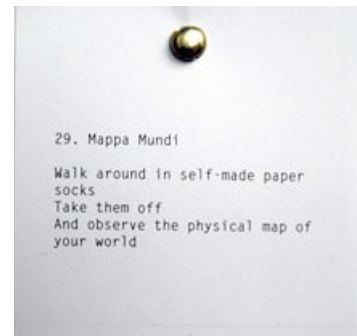 29. Mappa Mundi
Walk around in self-made paper
socks
Take them off
And observe the physical map of
your world